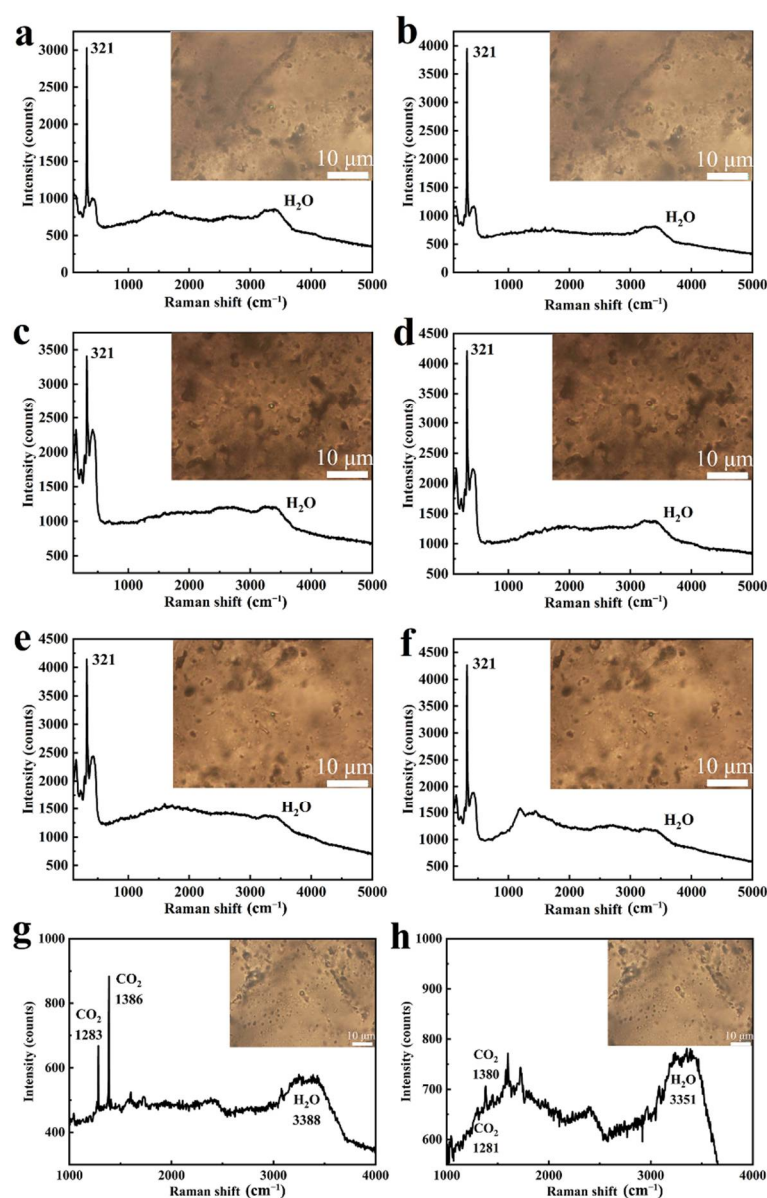 a
321
3000
2500
2000
1500
1000
500
0
Intensity (counts)
10 μm
H₂O
1000 2000 3000 4000 5000
Raman shift (cm⁻¹)
b
321
4000
3500
3000
2500
2000
1500
1000
500
0
Intensity (counts)
10 μm
H₂O
1000 2000 3000 4000 5000
Raman shift (cm⁻¹)
c
321
3500
3000
2500
2000
1500
1000
500
Intensity (counts)
10 μm
H₂O
1000 2000 3000 4000 5000
Raman shift (cm⁻¹)
d
321
4500
4000
3500
3000
2500
2000
1500
1000
500
Intensity (counts)
10 μm
H₂O
1000 2000 3000 4000 5000
Raman shift (cm⁻¹)
e
321
4500
4000
3500
3000
2500
2000
1500
1000
500
Intensity (counts)
10 μm
H₂O
1000 2000 3000 4000 5000
Raman shift (cm⁻¹)
f
321
4500
4000
3500
3000
2500
2000
1500
1000
500
Intensity (counts)
10 μm
H₂O
1000 2000 3000 4000 5000
Raman shift (cm⁻¹)
g
1000
800
600
400
Intensity (counts)
CO₂
1386
CO₂
1283
10 μm
H₂O
3388
1000 2000 3000 4000
Raman shift (cm⁻¹)
h
1000
900
800
700
600
Intensity (counts)
10 μm
CO₂
1380
CO₂
1281
H₂O
3351
1000 2000 3000 4000
Raman shift (cm⁻¹)